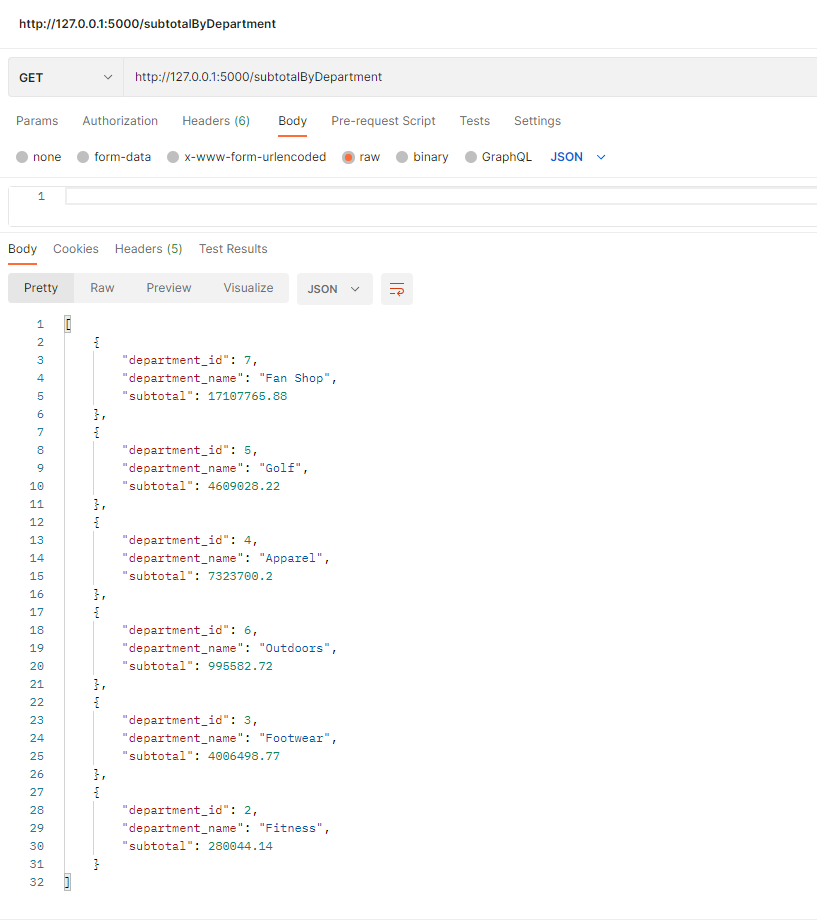 http://127.0.0.1:5000/subtotalByDepartment
GET http://127.0.0.1:5000/subtotalByDepartment
Params Authorization Headers (6) Body Pre-request Script Tests Settings
none form-data x-www-form-urlencoded raw binary GraphQL JSON
1
Body Cookies Headers (5) Test Results
Pretty Raw Preview Visualize JSON
1 [
2 {
3 "department_id": 7,
4 "department_name": "Fan Shop",
5 "subtotal": 17107765.88
6 },
7 {
8 "department_id": 5,
9 "department_name": "Golf",
10 "subtotal": 4609028.22
11 },
12 {
13 "department_id": 4,
14 "department_name": "Apparel",
15 "subtotal": 7323700.2
16 },
17 {
18 "department_id": 6,
19 "department_name": "Outdoors",
20 "subtotal": 995582.72
21 },
22 {
23 "department_id": 3,
24 "department_name": "Footwear",
25 "subtotal": 4006498.77
26 },
27 {
28 "department_id": 2,
29 "department_name": "Fitness",
30 "subtotal": 280044.14
31 }
32 ]